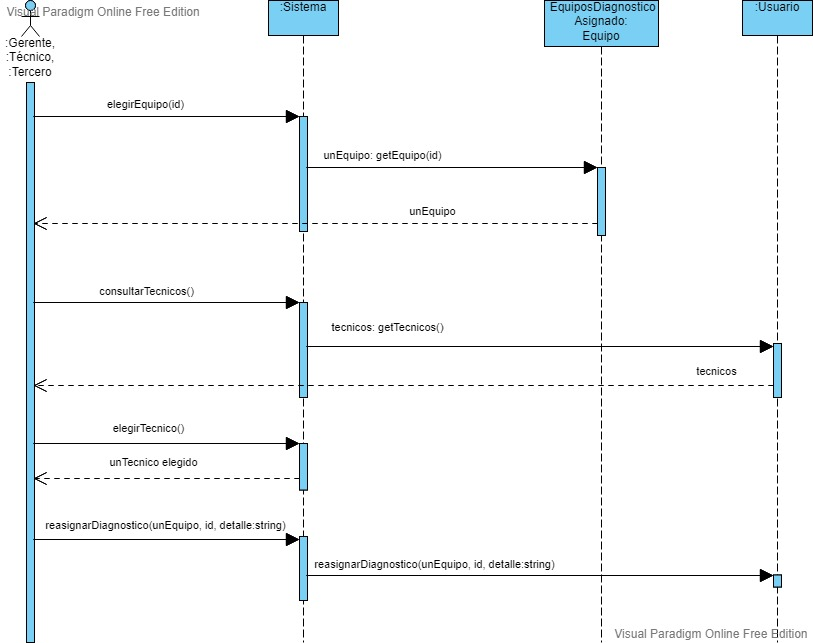 Visual Paradigm Online Free Edition
:Gerente,
:Técnico,
:Tercero
:Sistema
EquiposDiagnostico
Asignado:
Equipo
:Usuario
elegirEquipo(id)
unEquipo: getEquipo(id)
unEquipo
consultarTecnicos()
tecnicos: getTecnicos()
tecnicos
elegirTecnico()
unTecnico elegido
reasignarDiagnostico(unEquipo, id, detalle:string)
reasignarDiagnostico(unEquipo, id, detalle:string)
Visual Paradigm Online Free Edition